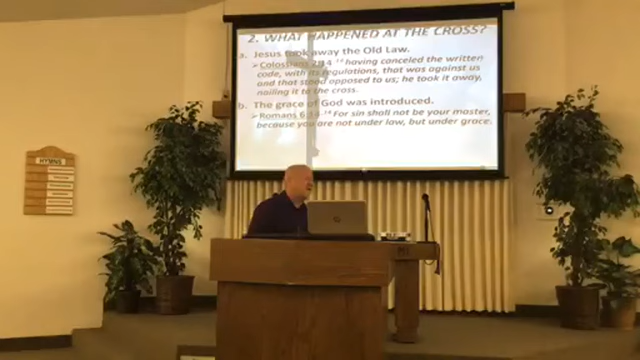 2. WHAT HAPPENED AT THE CROSS?
a. Jesus took away the Old Law.
➢ Colossians 2:14 ¹⁴ having canceled the written
code, with its regulations, that was against us
and that stood opposed to us; he took it away,
nailing it to the cross.
b. The grace of God was introduced.
➢ Romans 6:14 ¹⁴ For sin shall not be your master,
because you are not under law, but under grace.
HYMNS